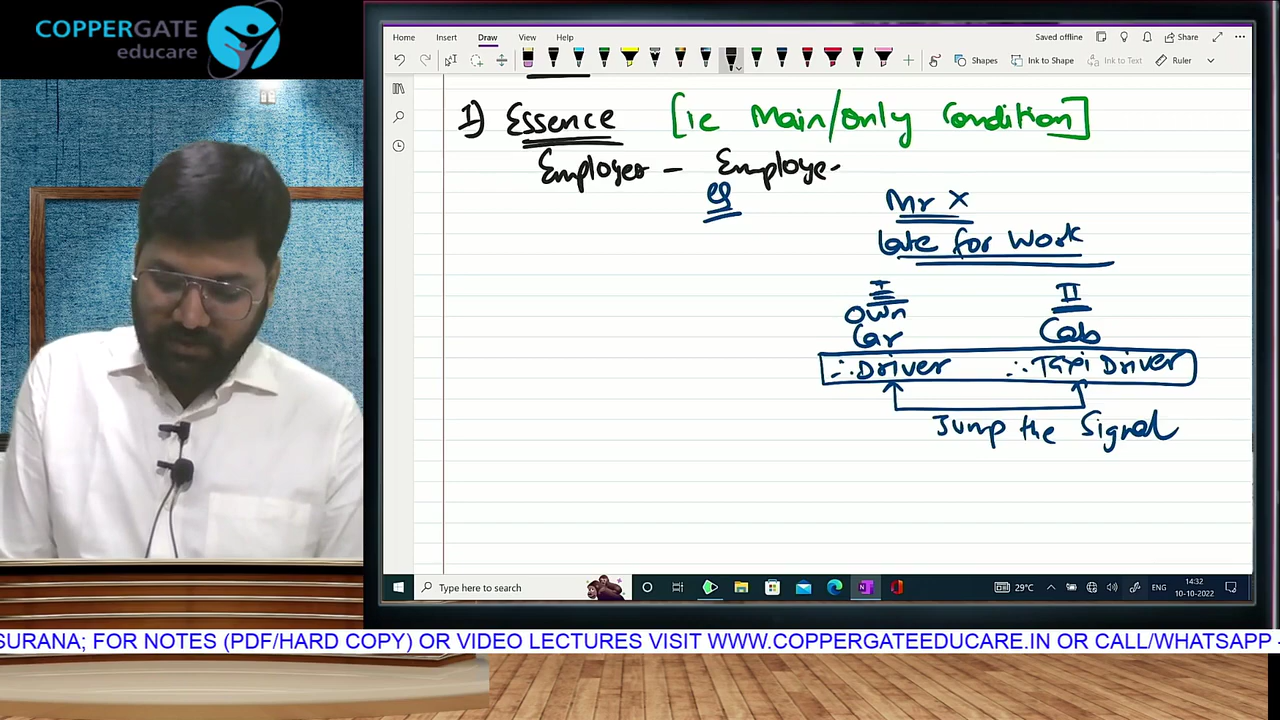 COPPERGATE
educare
Home Insert Draw View Help
Saved offline
Share
Shapes
Ink to Shape
Ink to Text
Ruler
I) Essence [ie Main/only Condition]
Employer - Employe-
eg
Mr X
late for work
I II
Own
Car Cab
∴Driver ∴Taxi Driver
Jump the Signal
Type here to search
29°C
ENG
14:32
10-10-2022
SURANA; FOR NOTES (PDF/HARD COPY) OR VIDEO LECTURES VISIT WWW.COPPERGATEEDUCARE.IN OR CALL/WHATSAPP